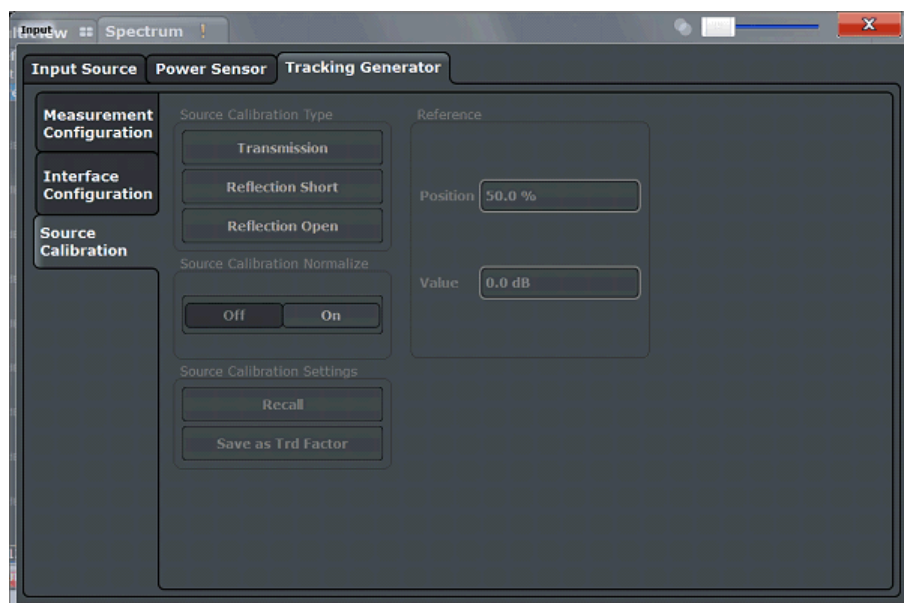 Input
Spectrum !
Input Source Power Sensor Tracking Generator
Measurement
Configuration
Interface
Configuration
Source
Calibration
Source Calibration Type
Transmission
Reflection Short
Reflection Open
Source Calibration Normalize
Off On
Source Calibration Settings
Recall
Save as Trd Factor
Reference
Position 50.0 %
Value 0.0 dB
X